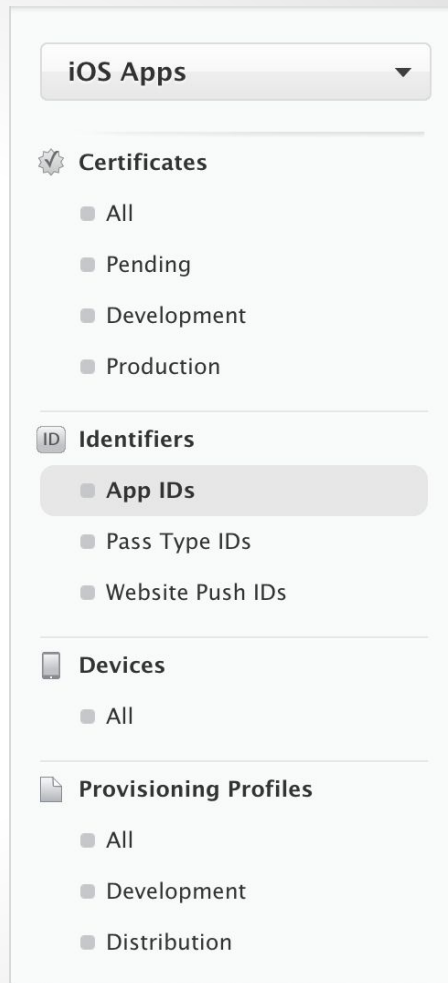 iOS Apps
Certificates
All
Pending
Development
Production
ID Identifiers
App IDs
Pass Type IDs
Website Push IDs
Devices
All
Provisioning Profiles
All
Development
Distribution